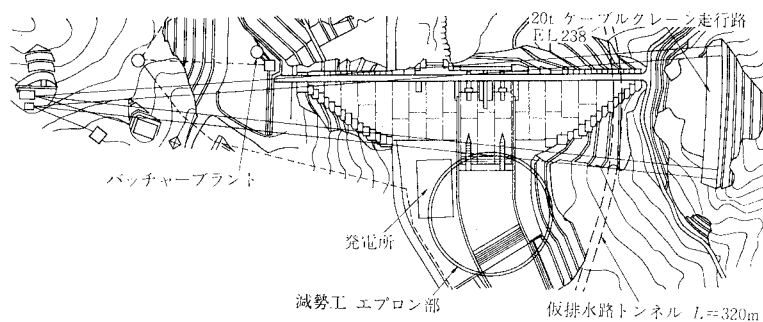 20t ケーブルクレーン走行路
EL238
バッチャープラント
発電所
減勢工 エプロン部
仮排水路トンネル L=320m